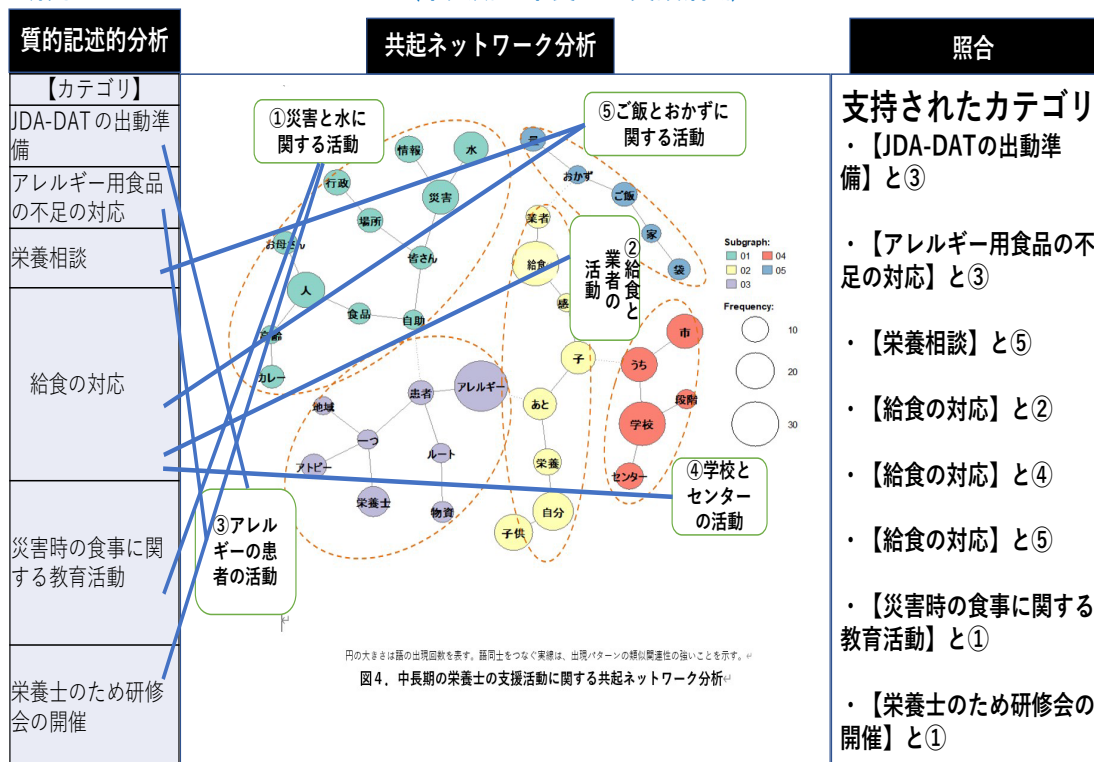 質的記述的分析
共起ネットワーク分析
照合
【カテゴリ】
JDA-DATの出動準
備
アレルギー用食品
の不足の対応
栄養相談
給食の対応
災害時の食事に関
する教育活動
栄養士のため研修
会の開催
①災害と水に
関する活動
⑤ご飯とおかずに
関する活動
情報
水
行政
災害
場所
皆さん
人
食品
自助
カレー
おかず
ご飯
家
袋
業者
給食
②給食と
業者の
活動
子
あと
栄養
自分
子供
アレルギー
患者
地域
一つ
ルート
アトピー
栄養士
物資
市
うち
段階
学校
センター
Subgraph:
01
02
03
04
05
Frequency:
10
20
30
③アレル
ギーの患
者の活動
④学校と
センター
の活動
円の大きさは語の出現回数を表す。語同士をつなぐ実線は、出現パターンの類似関連性の強いことを示す。
図4．中長期の栄養士の支援活動に関する共起ネットワーク分析
支持されたカテゴリ
・【JDA-DATの出動準
備】と③
・【アレルギー用食品の不
足の対応】と③
・【栄養相談】と⑤
・【給食の対応】と②
・【給食の対応】と④
・【給食の対応】と⑤
・【災害時の食事に関する
教育活動】と①
・【栄養士のため研修会の
開催】と①